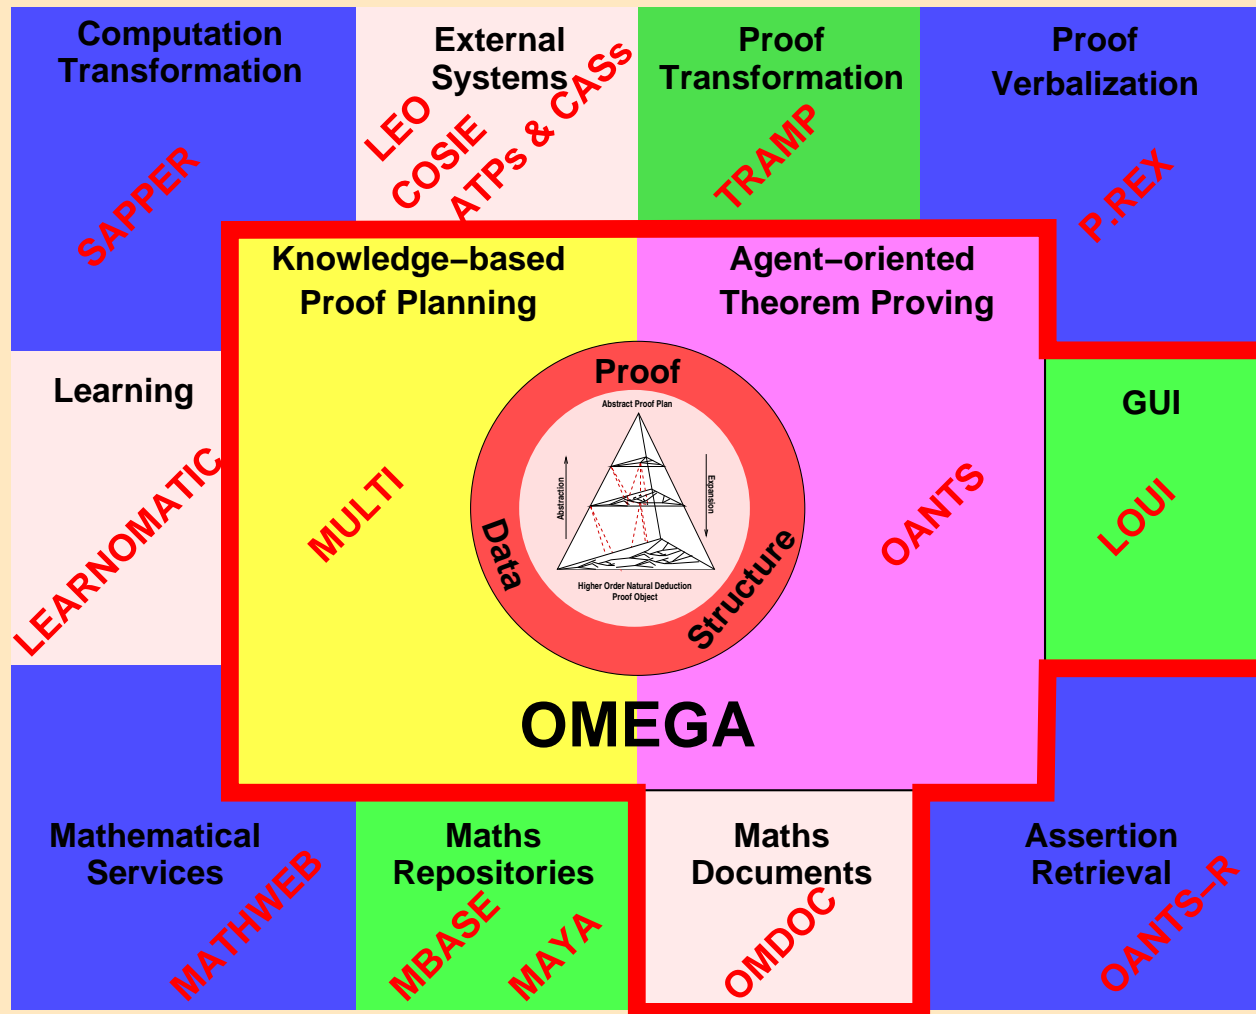 Computation
Transformation
SAPPER
External
Systems
LEO
COSIE
ATPs & CASs
Proof
Transformation
TRAMP
Proof
Verbalization
P.REX
Knowledge−based
Proof Planning
MULTI
Agent−oriented
Theorem Proving
OANTS
Proof
Data
Structure
Abstract Proof Plan
Abstraction
Expansion
Higher Order Natural Deduction
Proof Object
Learning
LEARNOMATIC
GUI
LOUI
OMEGA
Mathematical
Services
MATHWEB
Maths
Repositories
MBASE
MAYA
Maths
Documents
OMDOC
Assertion
Retrieval
OANTS−R